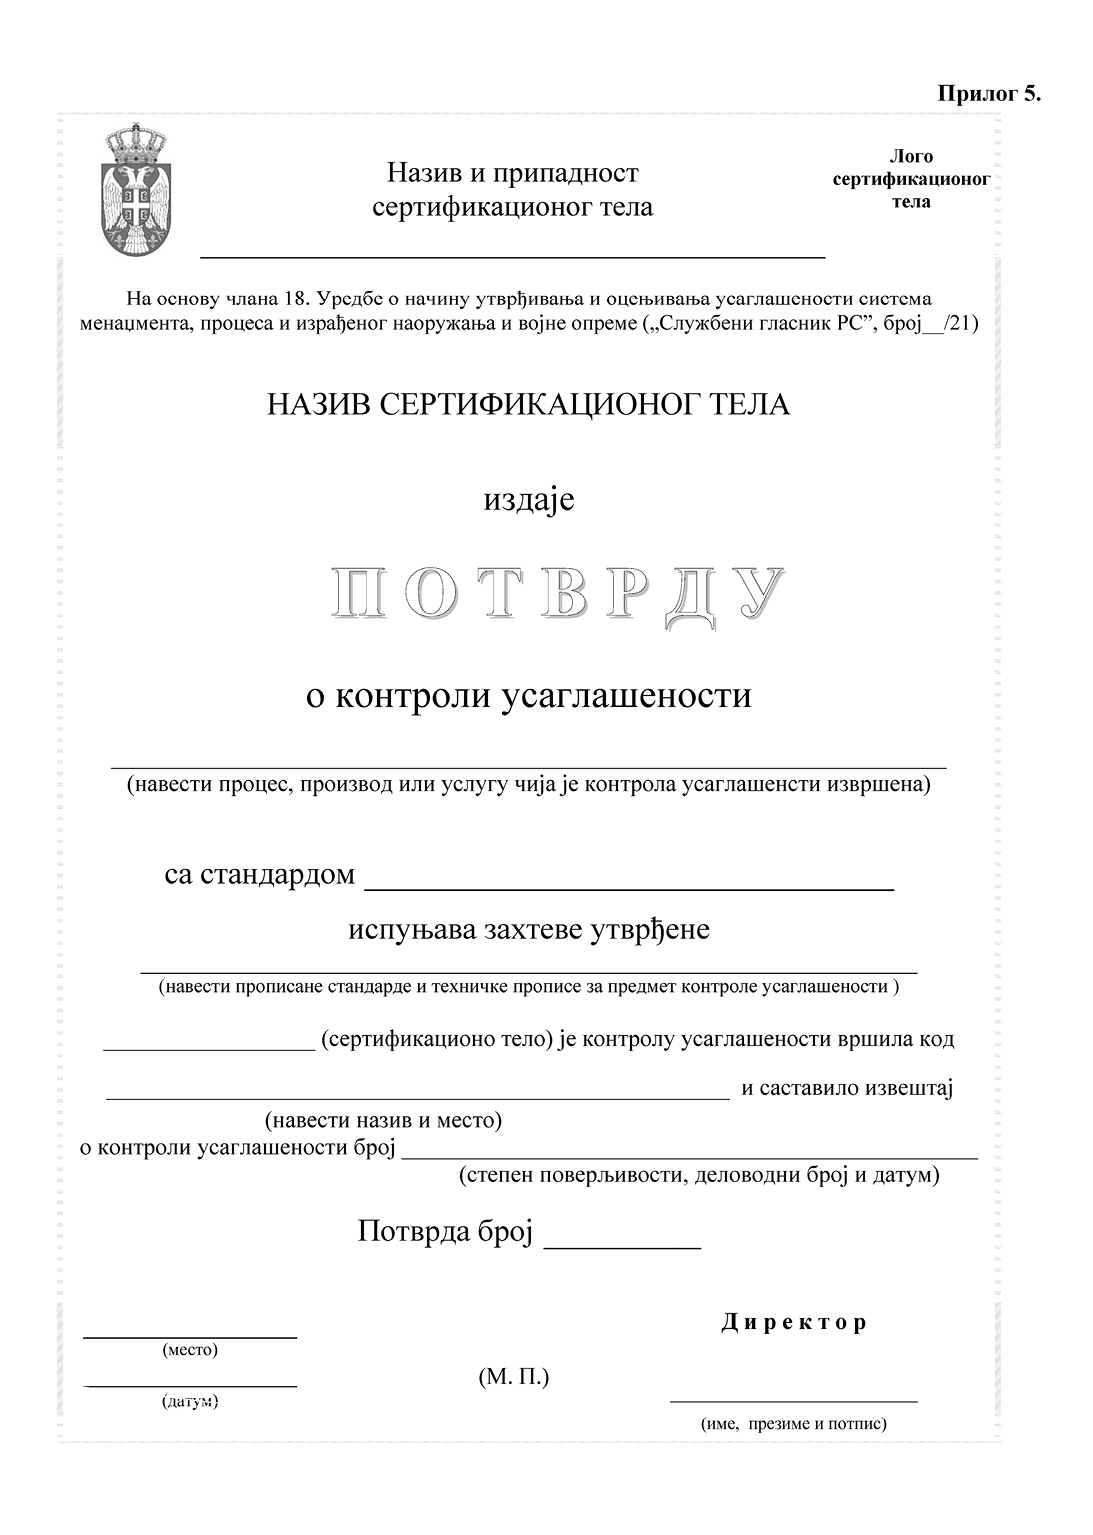 Прилог 5.
Назив и припадност
сертификационог тела
Лого
сертификационог
тела
На основу члана 18. Уредбе о начину утврђивања и оцењивања усаглашености система
менаџмента, процеса и израђеног наоружања и војне опреме („Службени гласник РС”, број__/21)
НАЗИВ СЕРТИФИКАЦИОНОГ ТЕЛА
издаје
ПОТВРДУ
о контроли усаглашености
(навести процес, производ или услугу чија је контрола усаглашенсти извршена)
са стандардом
испуњава захтеве утврђене
(навести прописане стандарде и техничке прописе за предмет контроле усаглашености )
(сертификационо тело) је контролу усаглашености вршила код
и саставило извештај
(навести назив и место)
о контроли усаглашености број
(степен поверљивости, деловодни број и датум)
Потврда број
Директор
(место)
(М. П.)
(датум)
(име, презиме и потпис)